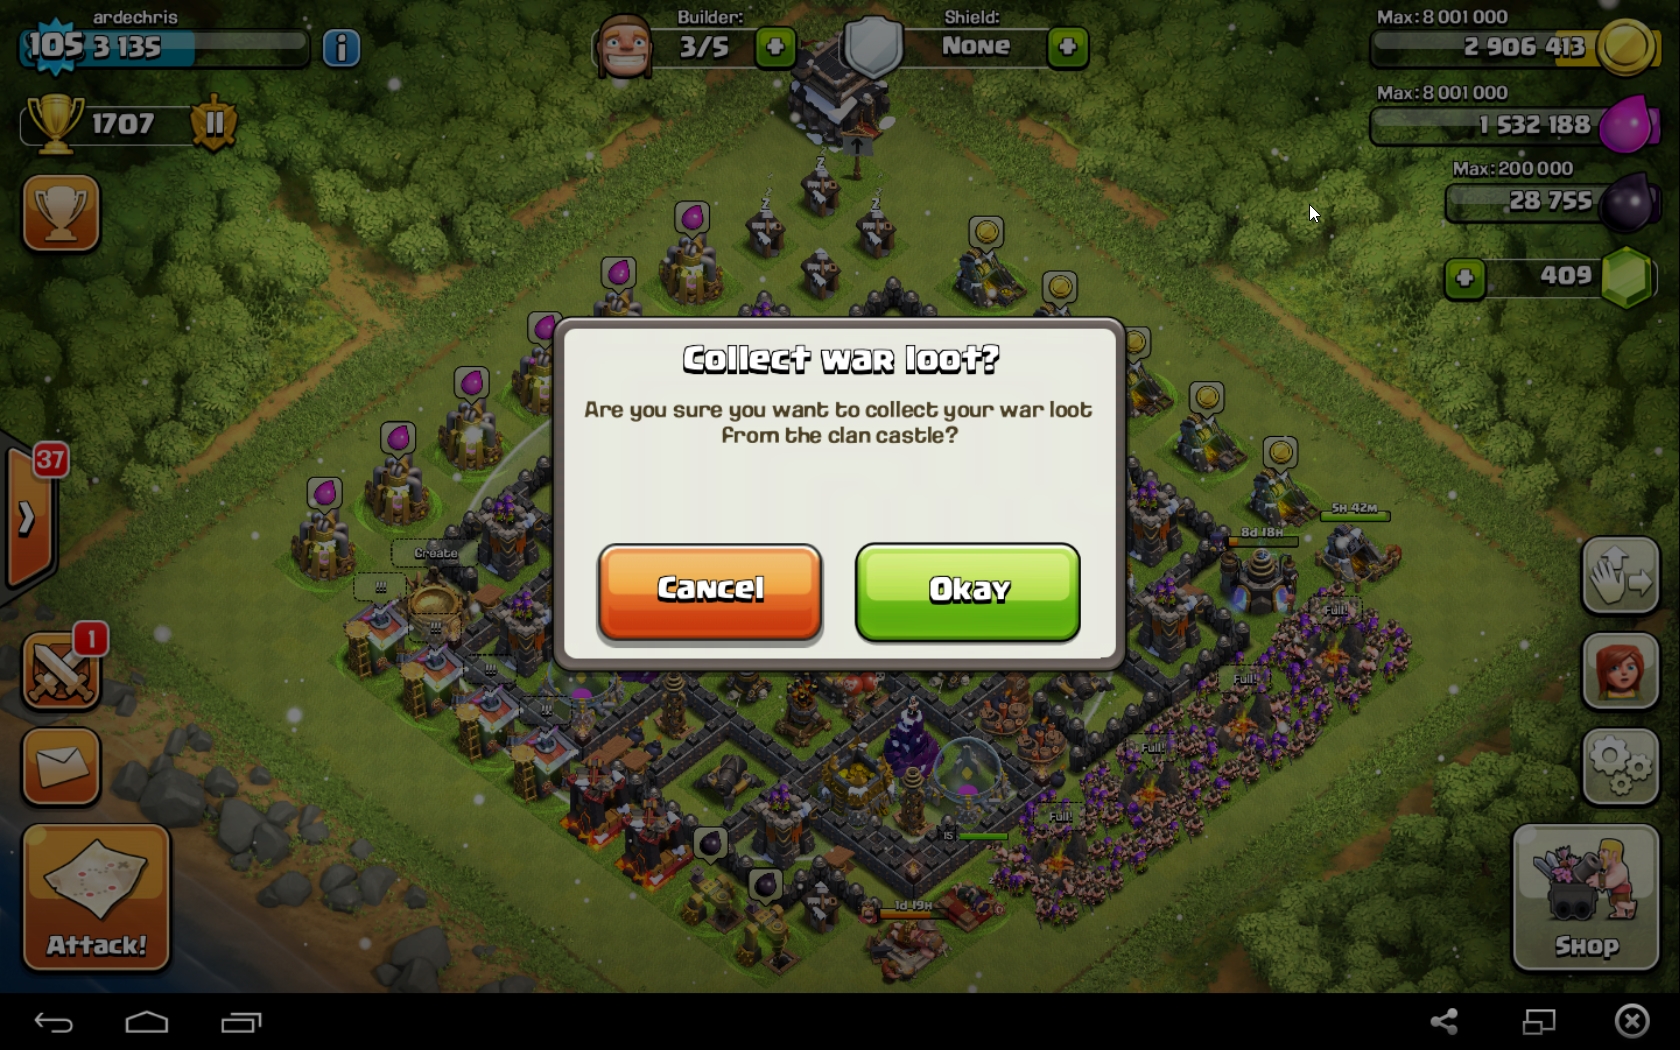 ardechris
105 3 135
i
Builder:
3/5
Shield:
None
Max: 8 001 000
2 906 413
1707
II
Max: 8 001 000
1 532 188
Max: 200 000
28 755
409
z
z
z
Collect war loot?
Are you sure you want to collect your war loot
from the clan castle?
Cancel
Okay
37
5h 42m
8d 18h
Create
!!!
!!!
!!!
!!!
Full!
Full!
Full!
Full!
1
15
1d 19h
Attack!
Shop